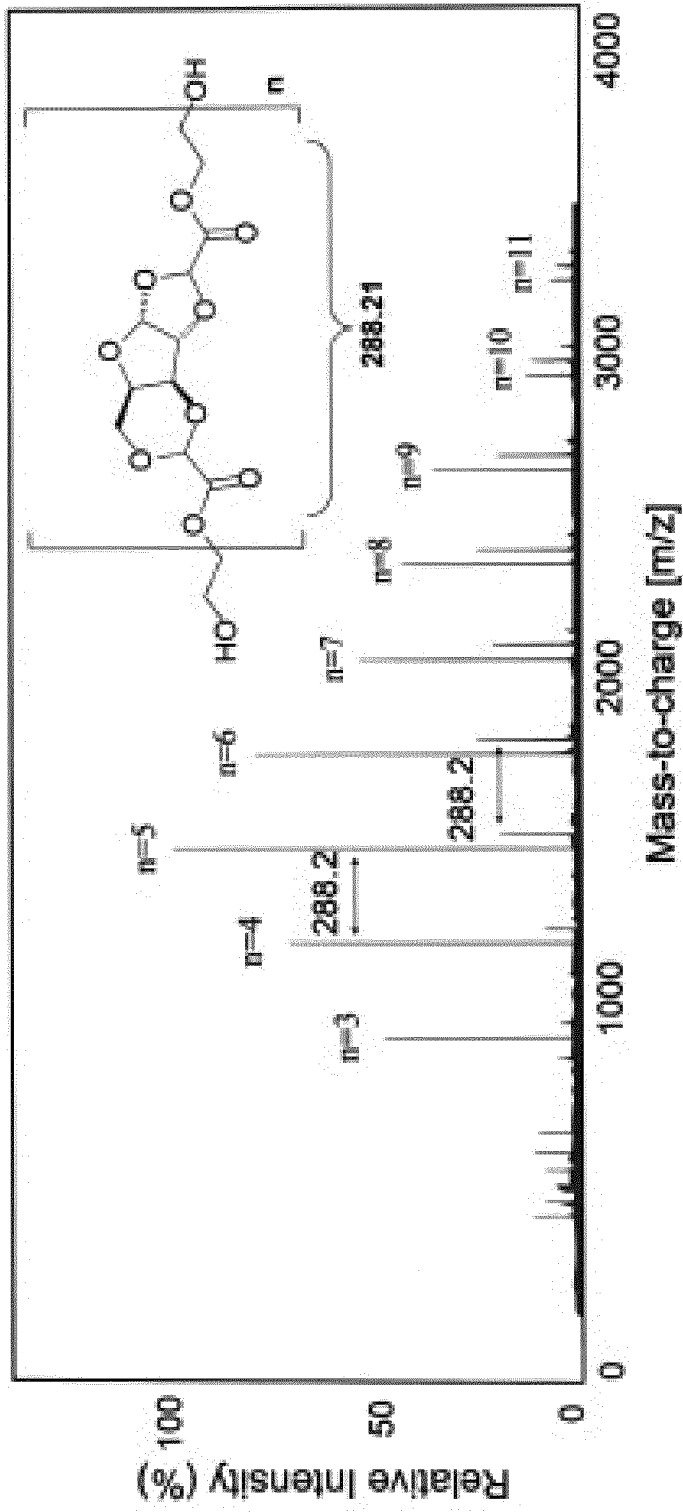 Relative Intensity (%)
100
50
0
0
1000
2000
3000
4000
Mass-to-charge [m/z]
n=3
n=4
n=5
n=6
n=7
n=8
n=9
n=10
n=11
288.2
288.2
288.21
HO
O
O
O
O
O
O
O
O
O
OH
n